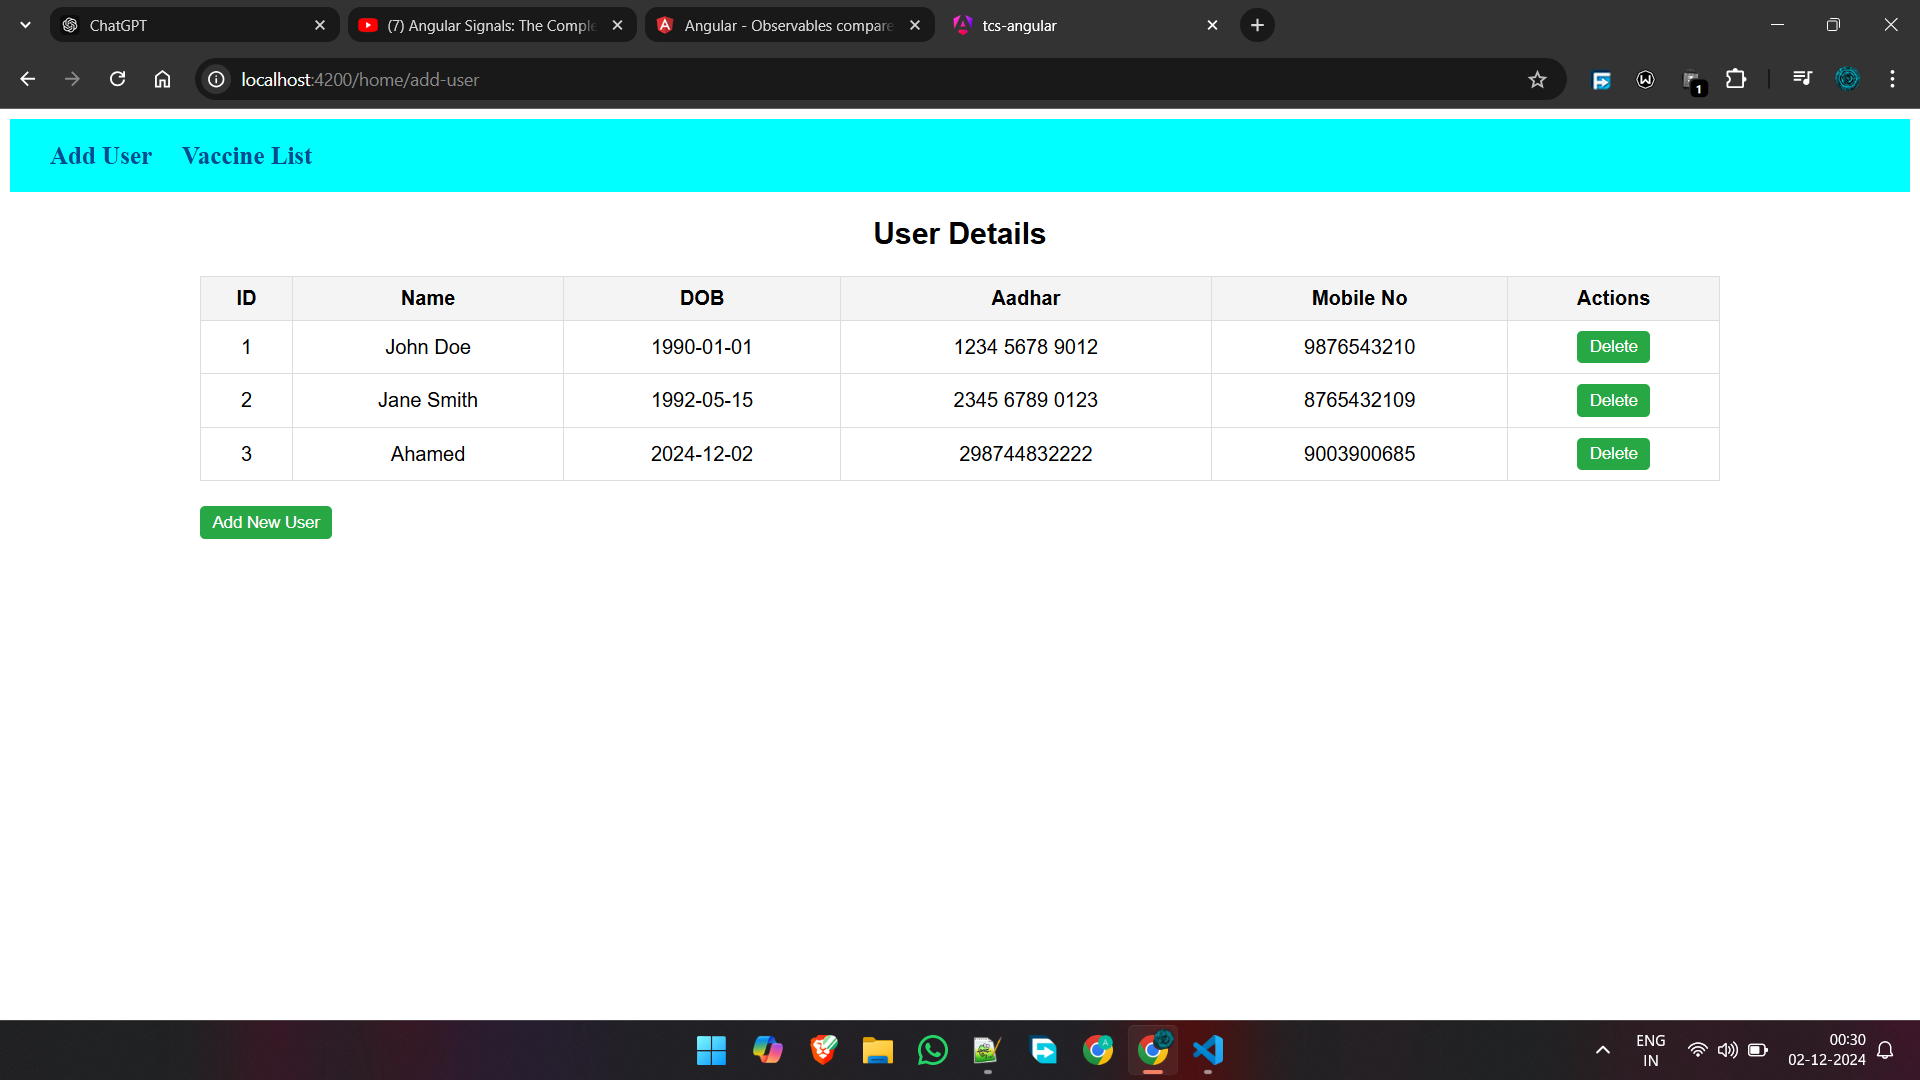 ChatGPT
(7) Angular Signals: The Comple
Angular - Observables compare
tcs-angular
localhost:4200/home/add-user
1
Add User Vaccine List
User Details
ID Name DOB Aadhar Mobile No Actions
1 John Doe 1990-01-01 1234 5678 9012 9876543210 Delete
2 Jane Smith 1992-05-15 2345 6789 0123 8765432109 Delete
3 Ahamed 2024-12-02 298744832222 9003900685 Delete
Add New User
ENG
IN
00:30
02-12-2024